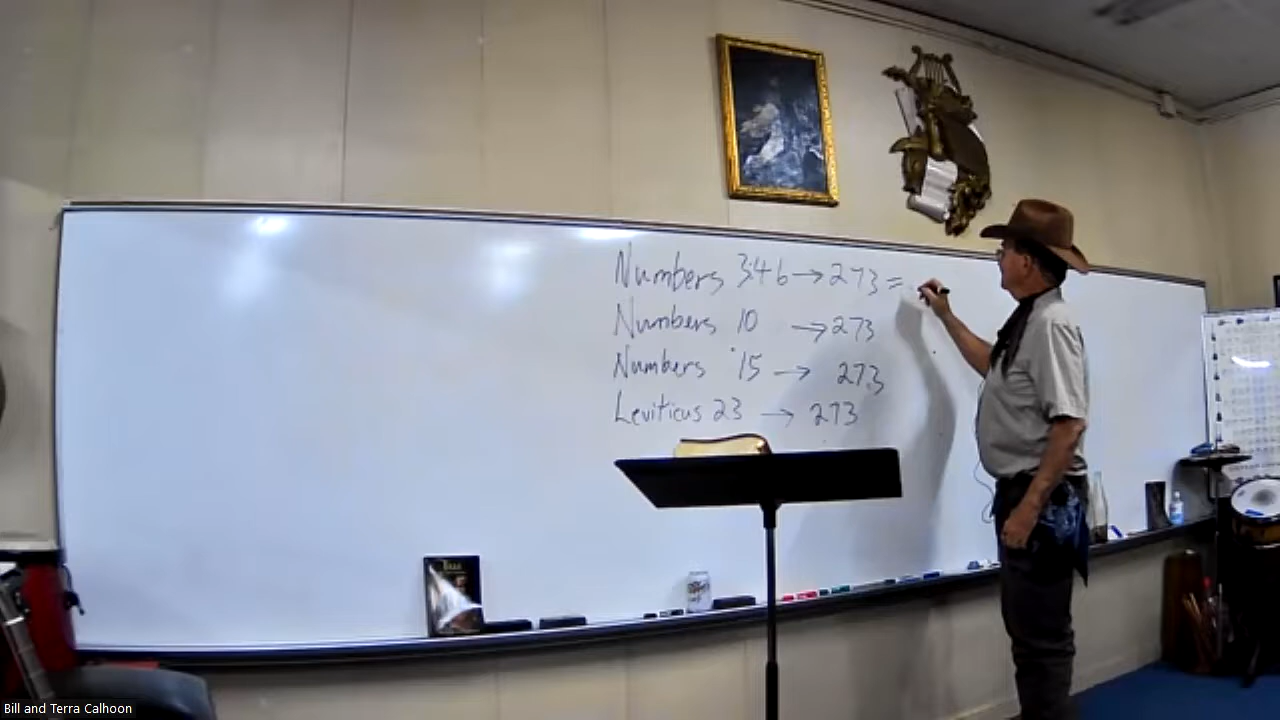 Numbers 3:46 → 273 =
Numbers 10 → 273
Numbers 15 → 273
Leviticus 23 → 273
Bill and Terra Calhoon